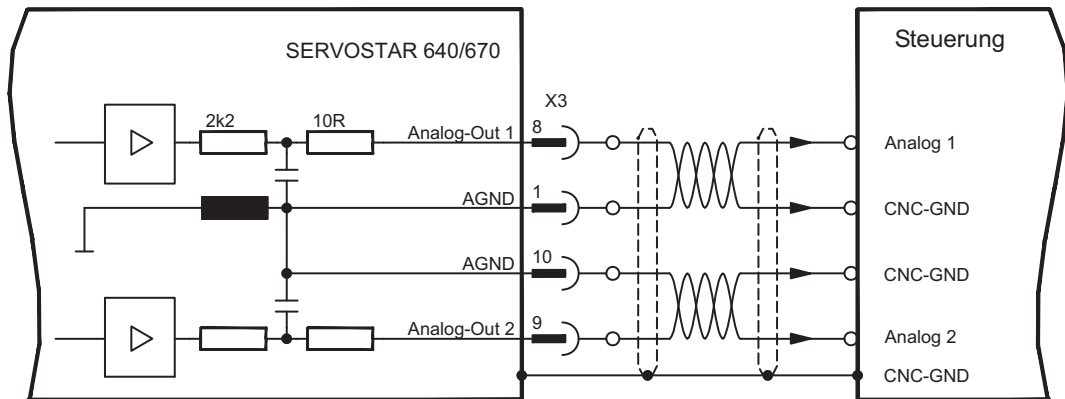 SERVOSTAR 640/670
Steuerung
X3
2k2
10R
Analog-Out 1
8
Analog 1
AGND
1
CNC-GND
AGND
10
CNC-GND
Analog-Out 2
9
Analog 2
CNC-GND